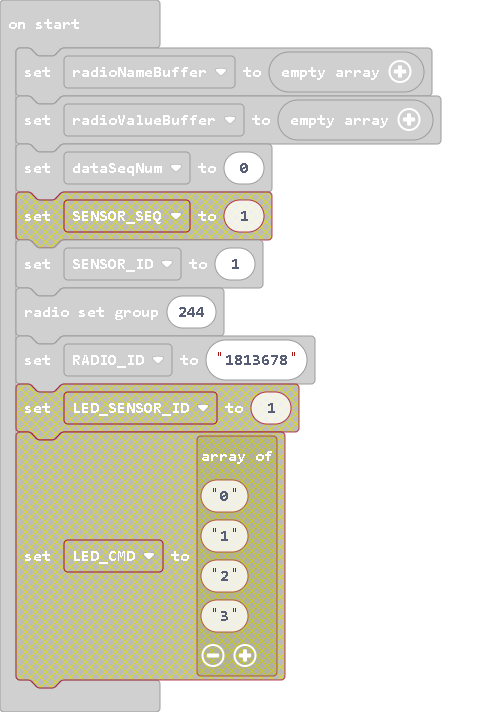 on start
set radioNameBuffer to empty array
set radioValueBuffer to empty array
set dataSeqNum to 0
set SENSOR_SEQ to 1
set SENSOR_ID to 1
radio set group 244
set RADIO_ID to "1813678"
set LED_SENSOR_ID to 1
set LED_CMD to array of
"0"
"1"
"2"
"3"